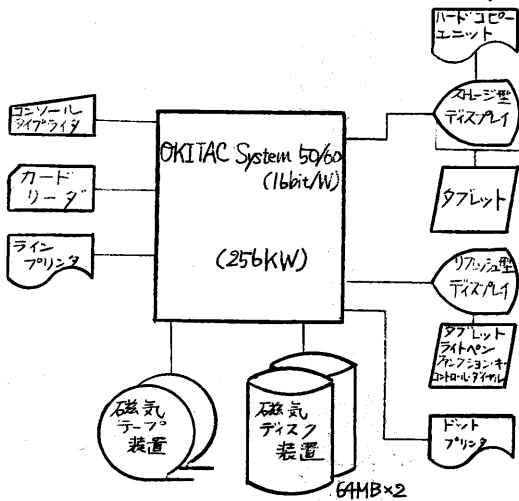 ハードコピー
ユニット
ストレージ型
ディスプレイ
コンソール
タイプライタ
OKITAC System 50/60
(16bit/W)
カード
リーダ
タブレット
ライン
プリンタ
(256KW)
リフレッシュ型
ディスプレイ
タブレット
ライトペン
ファンクション・キー
コントロール・ダイヤル
磁気
テープ
装置
磁気
ディスク
装置
ドット
プリンタ
64MB×2